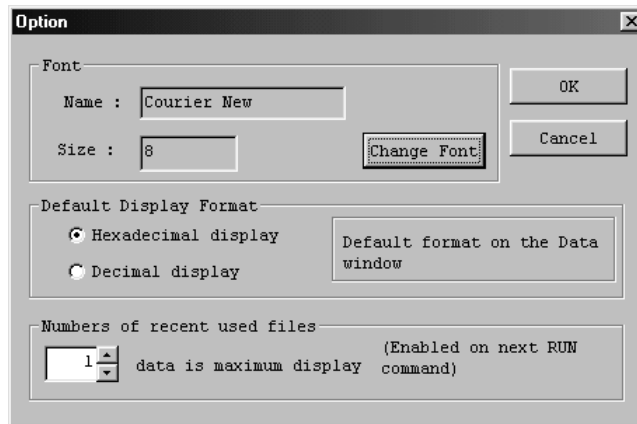 Option
Font
Name : Courier New
OK
Size : 8
Change Font
Cancel
Default Display Format
Hexadecimal display
Decimal display
Default format on the Data
window
Numbers of recent used files
1 data is maximum display
(Enabled on next RUN
command)